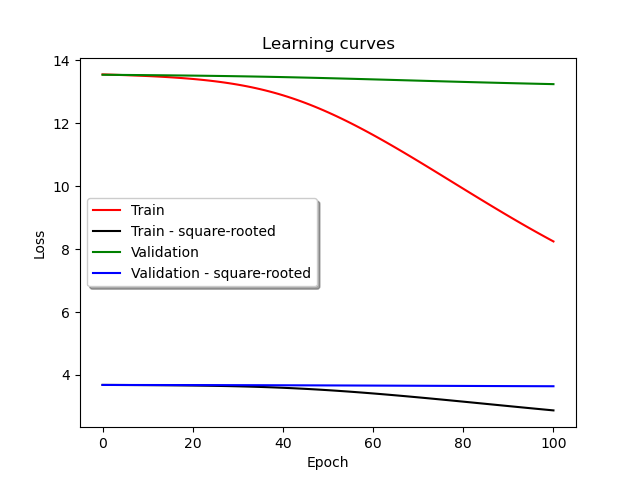 Learning curves
14
12
10
8
6
4
Loss
Train
Train - square-rooted
Validation
Validation - square-rooted
0 20 40 60 80 100
Epoch